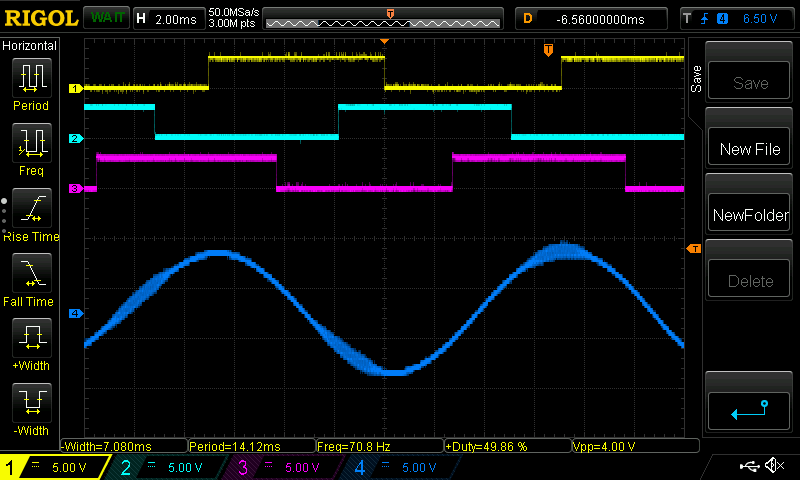 RIGOL WAIT H 2.00ms 50.0MSa/s 3.00M pts T D -6.56000000ms T 4 6.50 V
Horizontal
Period
Freq
Rise Time
Fall Time
+Width
-Width
T
1
2
3
4
T
-Width=7.080ms Period=14.12ms Freq=70.8 Hz +Duty=49.86 % Vpp=4.00 V
1 5.00 V 2 5.00 V 3 5.00 V 4 5.00 V
Save
Save
New File
NewFolder
Delete